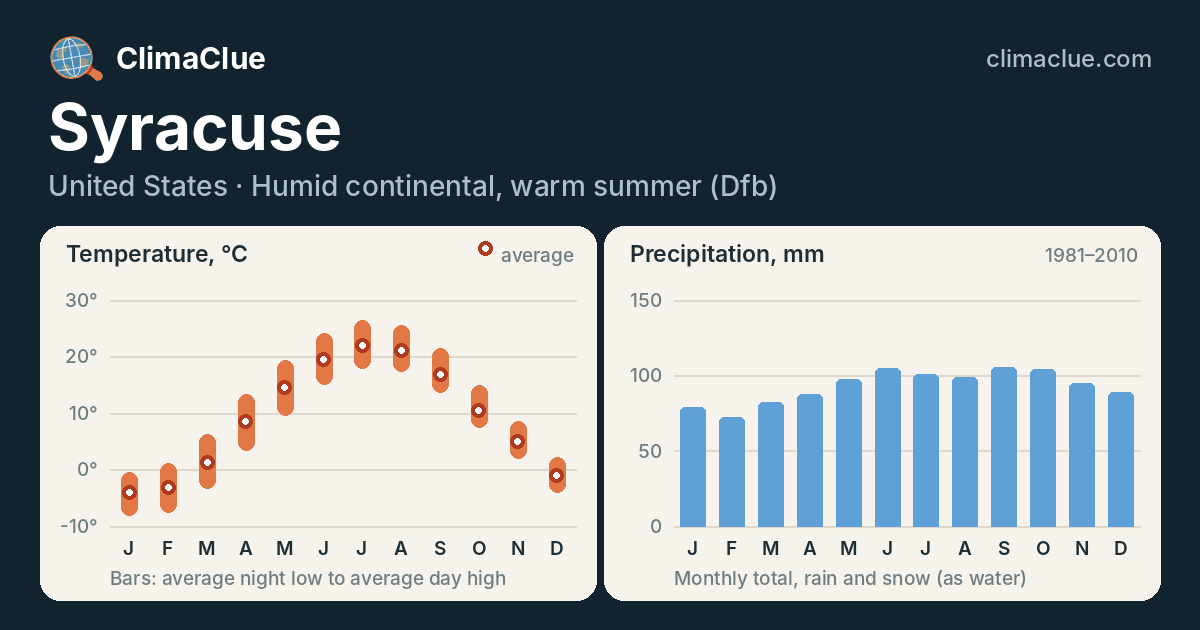 ClimaClue
climaclue.com
Syracuse
United States · Humid continental, warm summer (Dfb)
Temperature, °C
average
30°
20°
10°
0°
-10°
J F M A M J J A S O N D
Bars: average night low to average day high
Precipitation, mm
1981–2010
150
100
50
0
J F M A M J J A S O N D
Monthly total, rain and snow (as water)